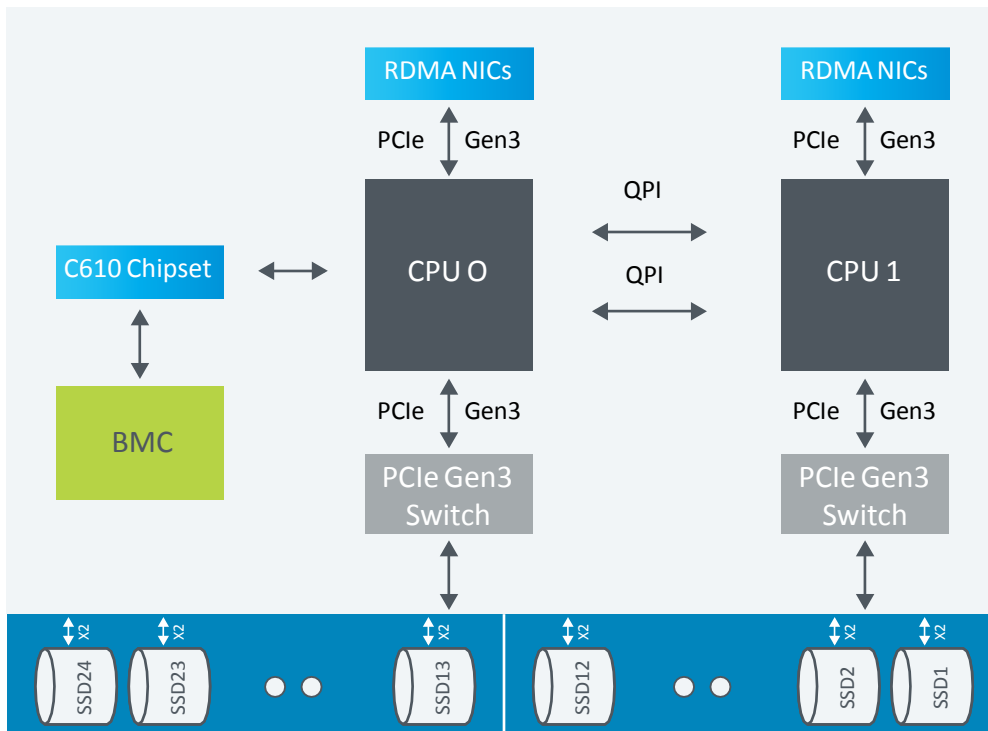 RDMA NICs
RDMA NICs
PCIe
Gen3
PCIe
Gen3
QPI
C610 Chipset
CPU O
QPI
CPU 1
PCIe
Gen3
PCIe
Gen3
BMC
PCIe Gen3
Switch
PCIe Gen3
Switch
X2
X2
X2
X2
X2
X2
SSD24
SSD23
SSD13
SSD12
SSD2
SSD1